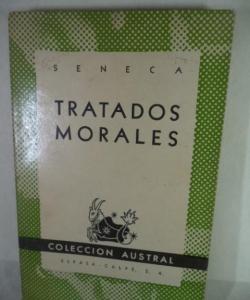 SENECA
TRATADOS
MORALES
COLECCION AUSTRAL
ESPASA-CALPE, S. A.